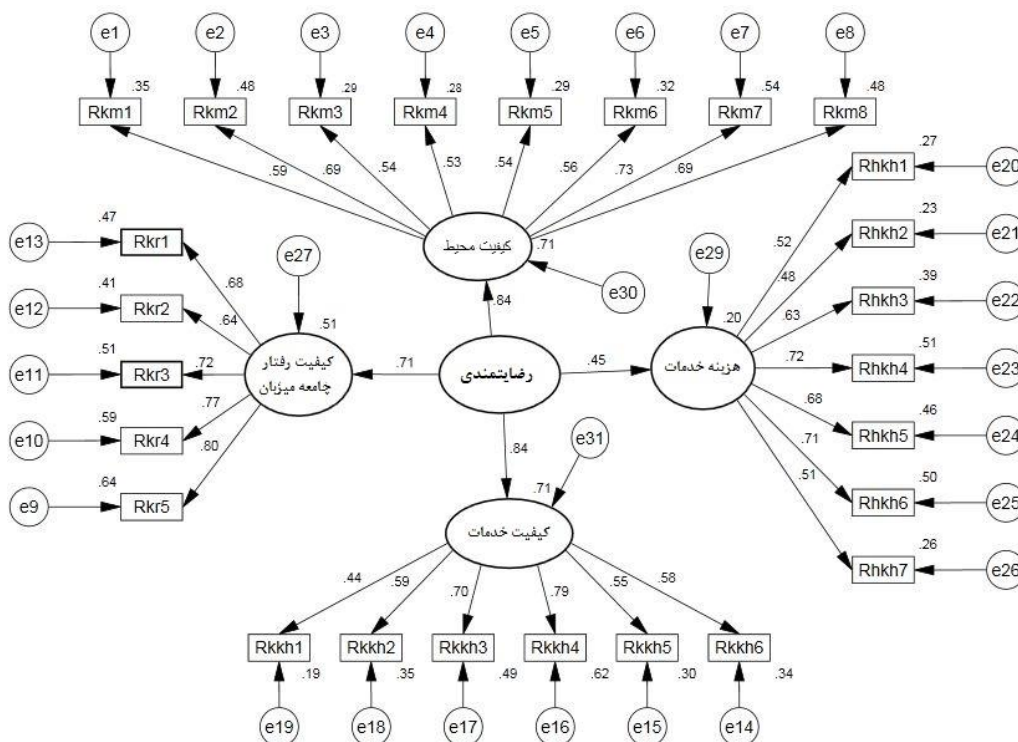 e1
e2
e3
e4
e5
e6
e7
e8
.35
.48
.29
.28
.29
.32
.54
.48
Rkm1
Rkm2
Rkm3
Rkm4
Rkm5
Rkm6
Rkm7
Rkm8
.59
.69
.54
.53
.54
.56
.73
.69
کیفیت محیط
.71
e30
.84
e13
.47
Rkr1
.68
e12
.41
Rkr2
.64
e11
.51
Rkr3
.72
e10
.59
Rkr4
.77
e9
.64
Rkr5
.80
e27
.51
کیفیت رفتار
جامعه میزبان
.71
رضایتمندی
.45
e29
.20
هزینه خدمات
.52
.27
Rhkh1
e20
.48
.23
Rhkh2
e21
.63
.39
Rhkh3
e22
.72
.51
Rhkh4
e23
.68
.46
Rhkh5
e24
.71
.50
Rhkh6
e25
.51
.26
Rhkh7
e26
.84
e31
.71
کیفیت خدمات
.44
.59
.70
.79
.55
.58
Rkkh1
Rkkh2
Rkkh3
Rkkh4
Rkkh5
Rkkh6
.19
.35
.49
.62
.30
.34
e19
e18
e17
e16
e15
e14